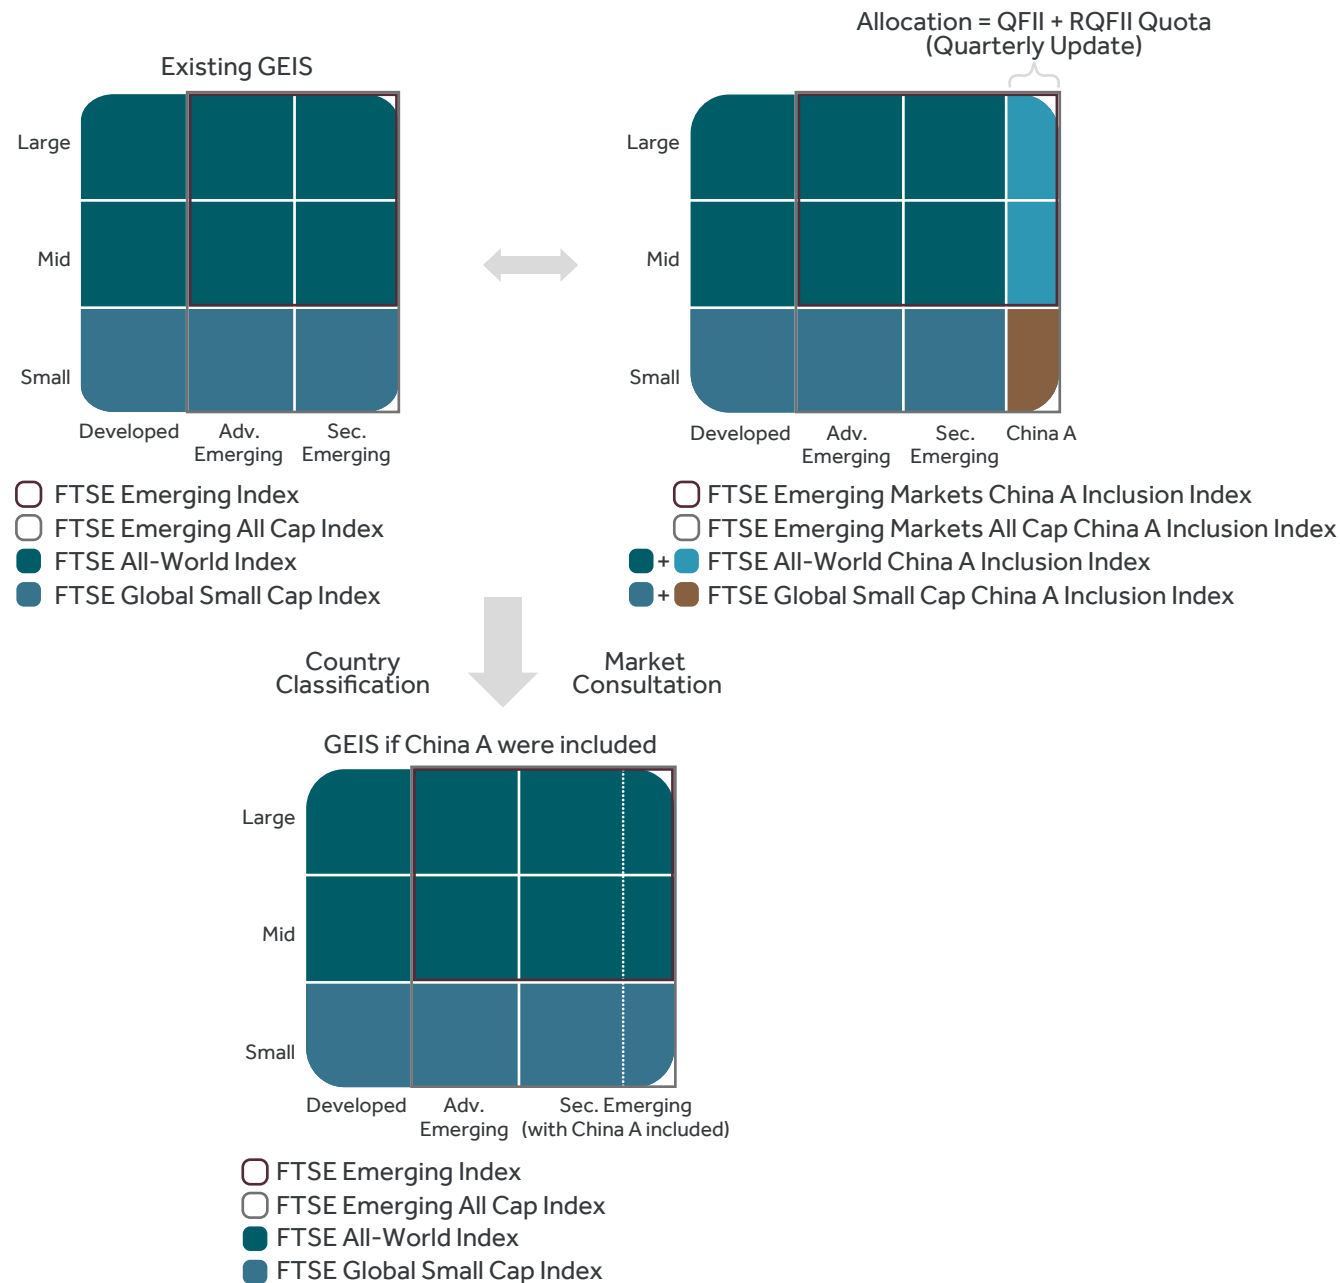 Existing GEIS
Large
Mid
Small
Developed
Adv.
Emerging
Sec.
Emerging
FTSE Emerging Index
FTSE Emerging All Cap Index
FTSE All-World Index
FTSE Global Small Cap Index
Allocation = QFII + RQFII Quota
(Quarterly Update)
Large
Mid
Small
Developed
Adv.
Emerging
Sec.
Emerging
China A
FTSE Emerging Markets China A Inclusion Index
FTSE Emerging Markets All Cap China A Inclusion Index
+ FTSE All-World China A Inclusion Index
+ FTSE Global Small Cap China A Inclusion Index
Country
Classification
Market
Consultation
GEIS if China A were included
Large
Mid
Small
Developed
Adv.
Emerging
Sec. Emerging
(with China A included)
FTSE Emerging Index
FTSE Emerging All Cap Index
FTSE All-World Index
FTSE Global Small Cap Index